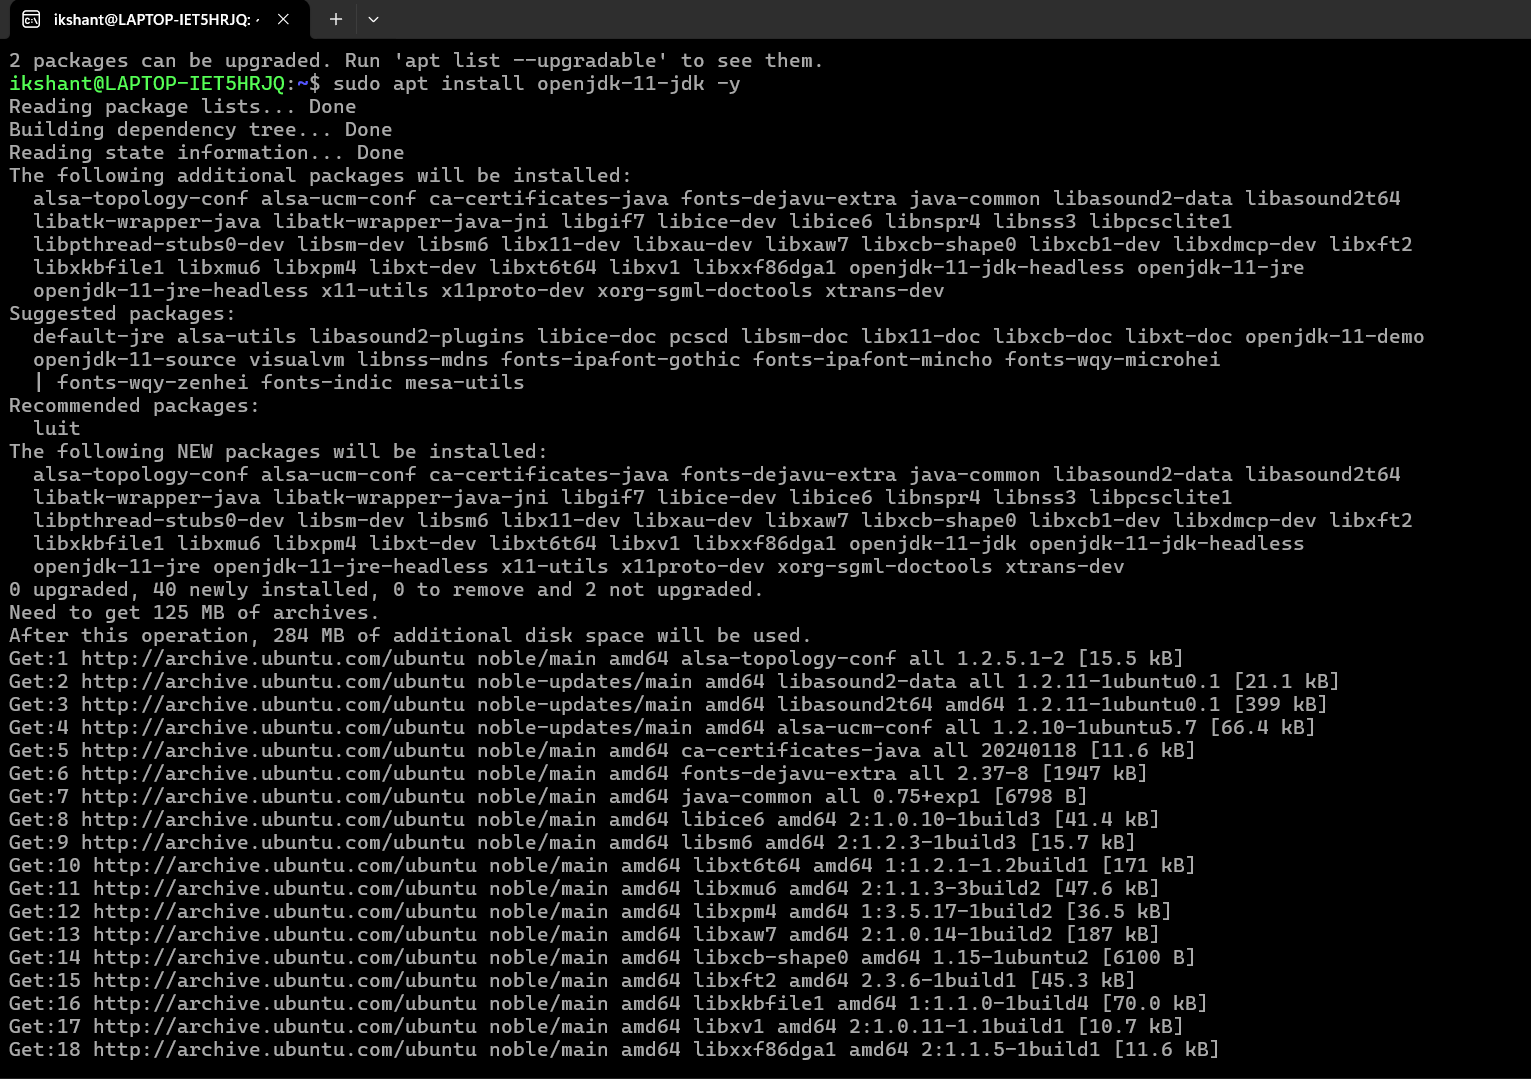 ikshant@LAPTOP-IET5HRJQ: ~
2 packages can be upgraded. Run 'apt list --upgradable' to see them.
ikshant@LAPTOP-IET5HRJQ:~$ sudo apt install openjdk-11-jdk -y
Reading package lists... Done
Building dependency tree... Done
Reading state information... Done
The following additional packages will be installed:
  alsa-topology-conf alsa-ucm-conf ca-certificates-java fonts-dejavu-extra java-common libasound2-data libasound2t64
  libatk-wrapper-java libatk-wrapper-java-jni libgif7 libice-dev libice6 libnspr4 libnss3 libpcsclite1
  libpthread-stubs0-dev libsm-dev libsm6 libx11-dev libxau-dev libxaw7 libxcb-shape0 libxcb1-dev libxdmcp-dev libxft2
  libxkbfile1 libxmu6 libxpm4 libxt-dev libxt6t64 libxv1 libxxf86dga1 openjdk-11-jdk-headless openjdk-11-jre
  openjdk-11-jre-headless x11-utils x11proto-dev xorg-sgml-doctools xtrans-dev
Suggested packages:
  default-jre alsa-utils libasound2-plugins libice-doc pcscd libsm-doc libx11-doc libxcb-doc libxt-doc openjdk-11-demo
  openjdk-11-source visualvm libnss-mdns fonts-ipafont-gothic fonts-ipafont-mincho fonts-wqy-microhei
  | fonts-wqy-zenhei fonts-indic mesa-utils
Recommended packages:
  luit
The following NEW packages will be installed:
  alsa-topology-conf alsa-ucm-conf ca-certificates-java fonts-dejavu-extra java-common libasound2-data libasound2t64
  libatk-wrapper-java libatk-wrapper-java-jni libgif7 libice-dev libice6 libnspr4 libnss3 libpcsclite1
  libpthread-stubs0-dev libsm-dev libsm6 libx11-dev libxau-dev libxaw7 libxcb-shape0 libxcb1-dev libxdmcp-dev libxft2
  libxkbfile1 libxmu6 libxpm4 libxt-dev libxt6t64 libxv1 libxxf86dga1 openjdk-11-jdk openjdk-11-jdk-headless
  openjdk-11-jre openjdk-11-jre-headless x11-utils x11proto-dev xorg-sgml-doctools xtrans-dev
0 upgraded, 40 newly installed, 0 to remove and 2 not upgraded.
Need to get 125 MB of archives.
After this operation, 284 MB of additional disk space will be used.
Get:1 http://archive.ubuntu.com/ubuntu noble/main amd64 alsa-topology-conf all 1.2.5.1-2 [15.5 kB]
Get:2 http://archive.ubuntu.com/ubuntu noble-updates/main amd64 libasound2-data all 1.2.11-1ubuntu0.1 [21.1 kB]
Get:3 http://archive.ubuntu.com/ubuntu noble-updates/main amd64 libasound2t64 amd64 1.2.11-1ubuntu0.1 [399 kB]
Get:4 http://archive.ubuntu.com/ubuntu noble-updates/main amd64 alsa-ucm-conf all 1.2.10-1ubuntu5.7 [66.4 kB]
Get:5 http://archive.ubuntu.com/ubuntu noble/main amd64 ca-certificates-java all 20240118 [11.6 kB]
Get:6 http://archive.ubuntu.com/ubuntu noble/main amd64 fonts-dejavu-extra all 2.37-8 [1947 kB]
Get:7 http://archive.ubuntu.com/ubuntu noble/main amd64 java-common all 0.75+exp1 [6798 B]
Get:8 http://archive.ubuntu.com/ubuntu noble/main amd64 libice6 amd64 2:1.0.10-1build3 [41.4 kB]
Get:9 http://archive.ubuntu.com/ubuntu noble/main amd64 libsm6 amd64 2:1.2.3-1build3 [15.7 kB]
Get:10 http://archive.ubuntu.com/ubuntu noble/main amd64 libxt6t64 amd64 1:1.2.1-1.2build1 [171 kB]
Get:11 http://archive.ubuntu.com/ubuntu noble/main amd64 libxmu6 amd64 2:1.1.3-3build2 [47.6 kB]
Get:12 http://archive.ubuntu.com/ubuntu noble/main amd64 libxpm4 amd64 1:3.5.17-1build2 [36.5 kB]
Get:13 http://archive.ubuntu.com/ubuntu noble/main amd64 libxaw7 amd64 2:1.0.14-1build2 [187 kB]
Get:14 http://archive.ubuntu.com/ubuntu noble/main amd64 libxcb-shape0 amd64 1.15-1ubuntu2 [6100 B]
Get:15 http://archive.ubuntu.com/ubuntu noble/main amd64 libxft2 amd64 2.3.6-1build1 [45.3 kB]
Get:16 http://archive.ubuntu.com/ubuntu noble/main amd64 libxkbfile1 amd64 1:1.1.0-1build4 [70.0 kB]
Get:17 http://archive.ubuntu.com/ubuntu noble/main amd64 libxv1 amd64 2:1.0.11-1.1build1 [10.7 kB]
Get:18 http://archive.ubuntu.com/ubuntu noble/main amd64 libxxf86dga1 amd64 2:1.1.5-1build1 [11.6 kB]